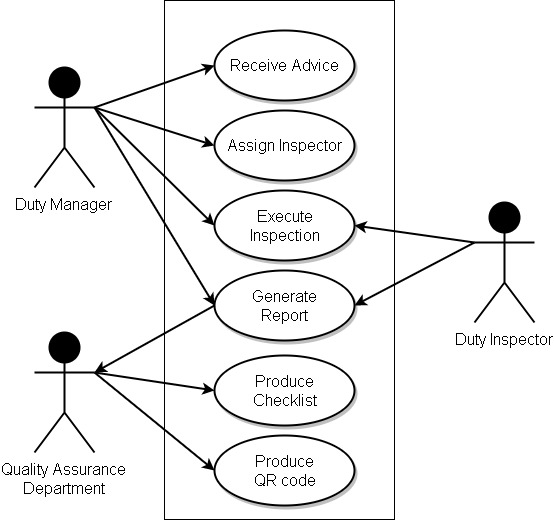 Receive Advice
Assign Inspector
Duty Manager
Execute
Inspection
Generate
Report
Duty Inspector
Produce
Checklist
Quality Assurance
Department
Produce
QR code